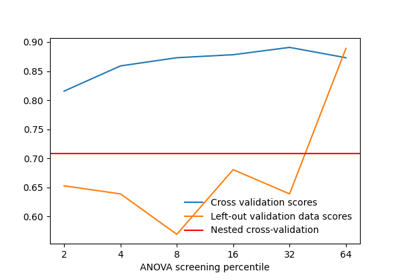 0.90
0.85
0.80
0.75
0.70
0.65
0.60
Cross validation scores
Left-out validation data scores
Nested cross-validation
2 4 8 16 32 64
ANOVA screening percentile